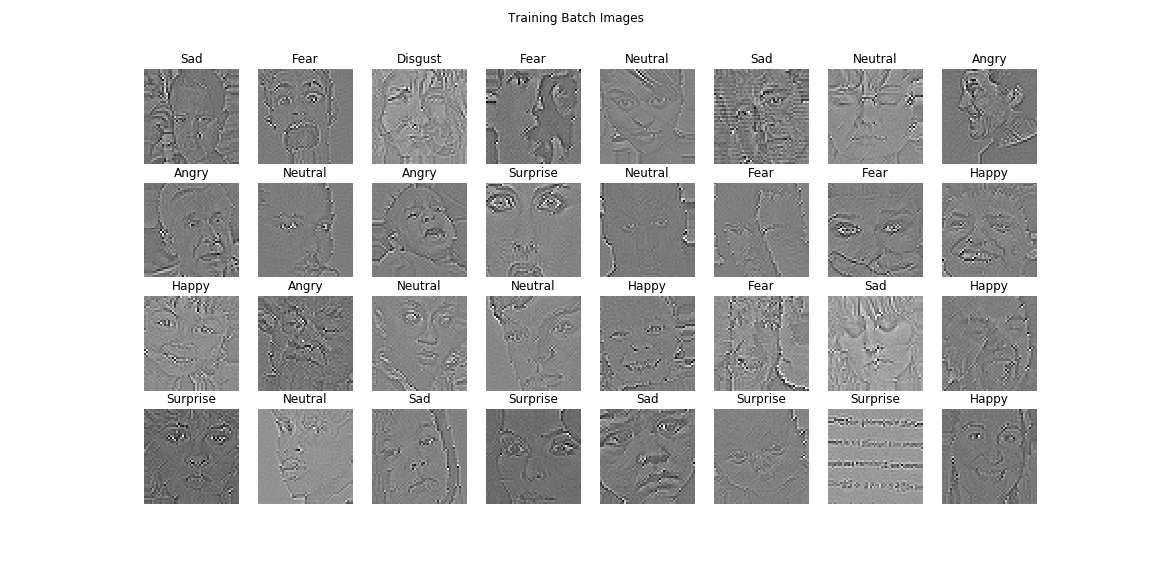 Training Batch Images
Sad Fear Disgust Fear Neutral Sad Neutral Angry
Angry Neutral Angry Surprise Neutral Fear Fear Happy
Happy Angry Neutral Neutral Happy Fear Sad Happy
Surprise Neutral Sad Surprise Sad Surprise Surprise Happy